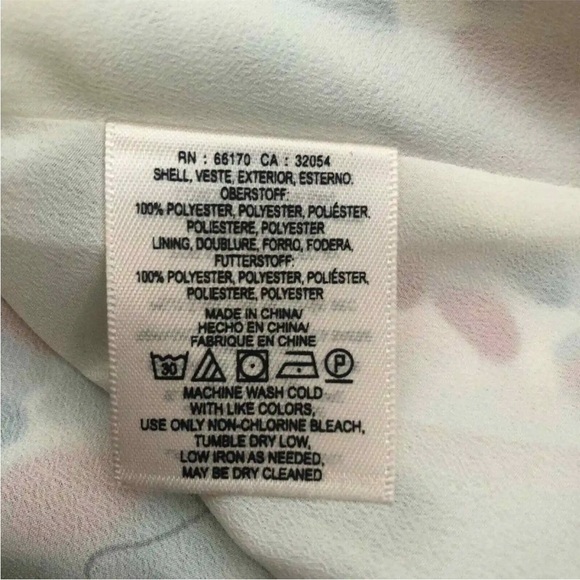 RN : 66170 CA : 32054
SHELL, VESTE, EXTERIOR, ESTERNO.
OBERSTOFF:
100% POLYESTER, POLYESTER, POLIÉSTER,
POLIESTERE, POLYESTER
LINING, DOUBLURE, FORRO, FODERA,
FUTTERSTOFF:
100% POLYESTER, POLYESTER, POLIÉSTER,
POLIESTERE, POLYESTER
MADE IN CHINA/
HECHO EN CHINA/
FABRIQUE EN CHINE
30 P
MACHINE WASH COLD
WITH LIKE COLORS,
USE ONLY NON-CHLORINE BLEACH,
TUMBLE DRY LOW,
LOW IRON AS NEEDED,
MAY BE DRY CLEANED